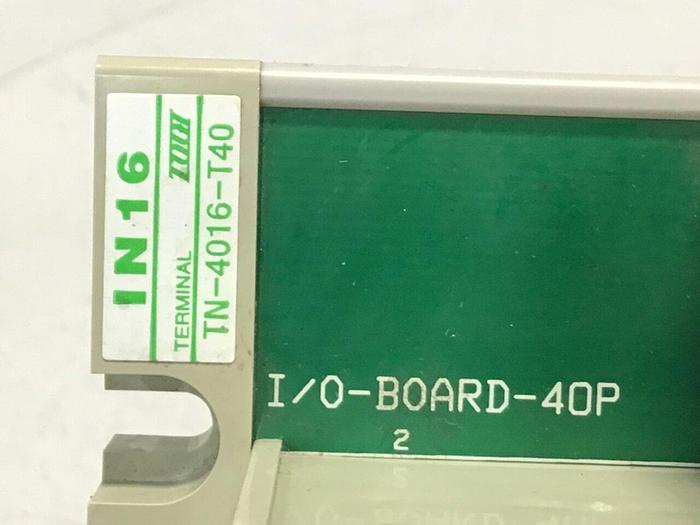 IN16
TERMINAL
TN-4016-T40
I/O-BOARD-40P
2